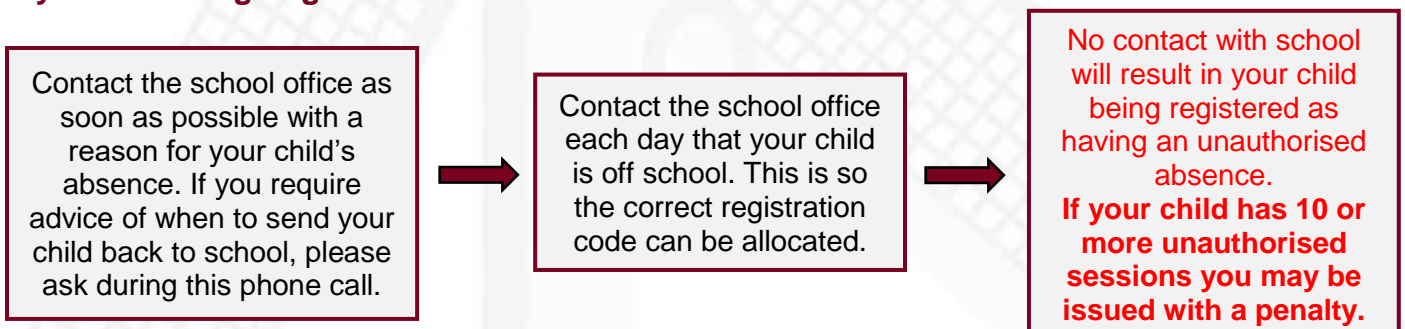 Contact the school office as
soon as possible with a
reason for your child's
absence. If you require
advice of when to send your
child back to school, please
ask during this phone call.
Contact the school office
each day that your child
is off school. This is so
the correct registration
code can be allocated.
No contact with school
will result in your child
being registered as
having an unauthorised
absence.
If your child has 10 or
more unauthorised
sessions you may be
issued with a penalty.